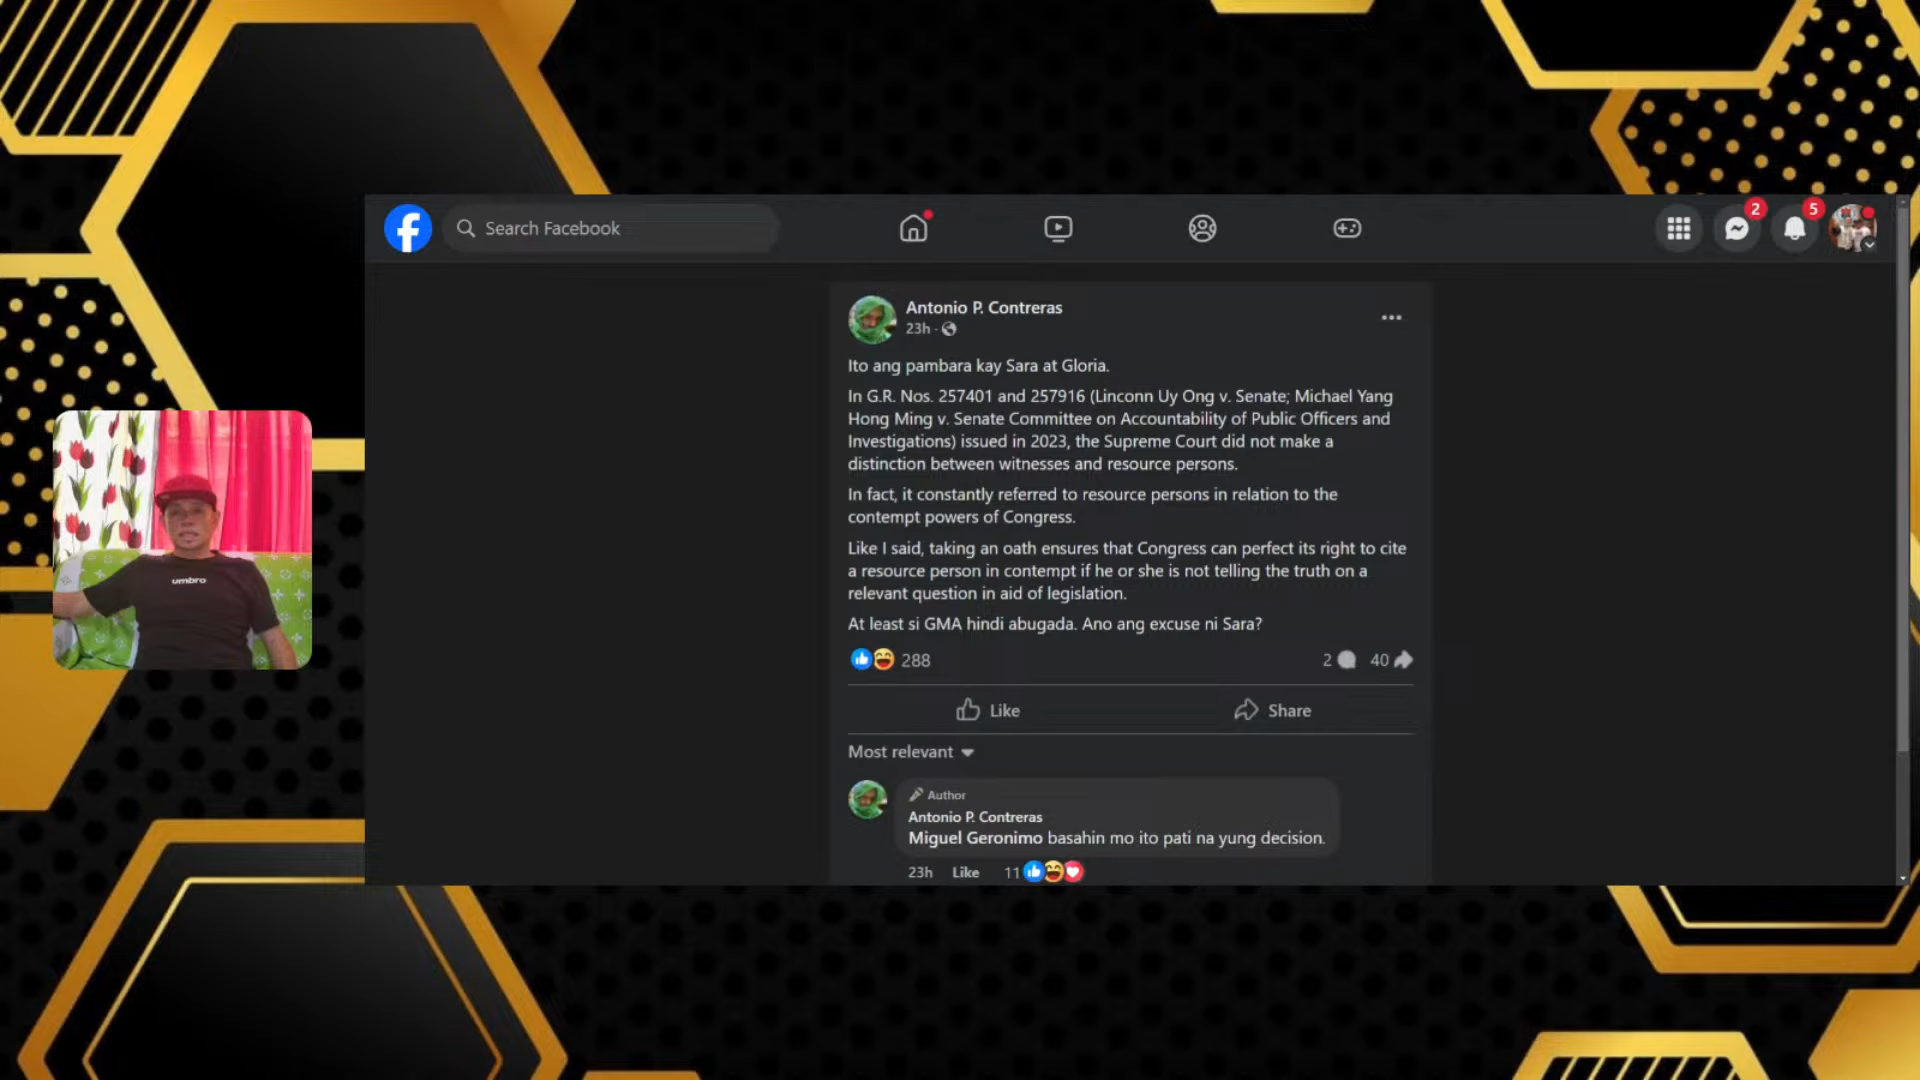 Search Facebook
2
5
Antonio P. Contreras
23h ·
Ito ang pambara kay Sara at Gloria.
In G.R. Nos. 257401 and 257916 (Linconn Uy Ong v. Senate; Michael Yang
Hong Ming v. Senate Committee on Accountability of Public Officers and
Investigations) issued in 2023, the Supreme Court did not make a
distinction between witnesses and resource persons.
In fact, it constantly referred to resource persons in relation to the
contempt powers of Congress.
Like I said, taking an oath ensures that Congress can perfect its right to cite
a resource person in contempt if he or she is not telling the truth on a
relevant question in aid of legislation.
At least si GMA hindi abugada. Ano ang excuse ni Sara?
288
2
40
Like
Share
Most relevant
Author
Antonio P. Contreras
Miguel Geronimo basahin mo ito pati na yung decision.
23h Like 11
umbro